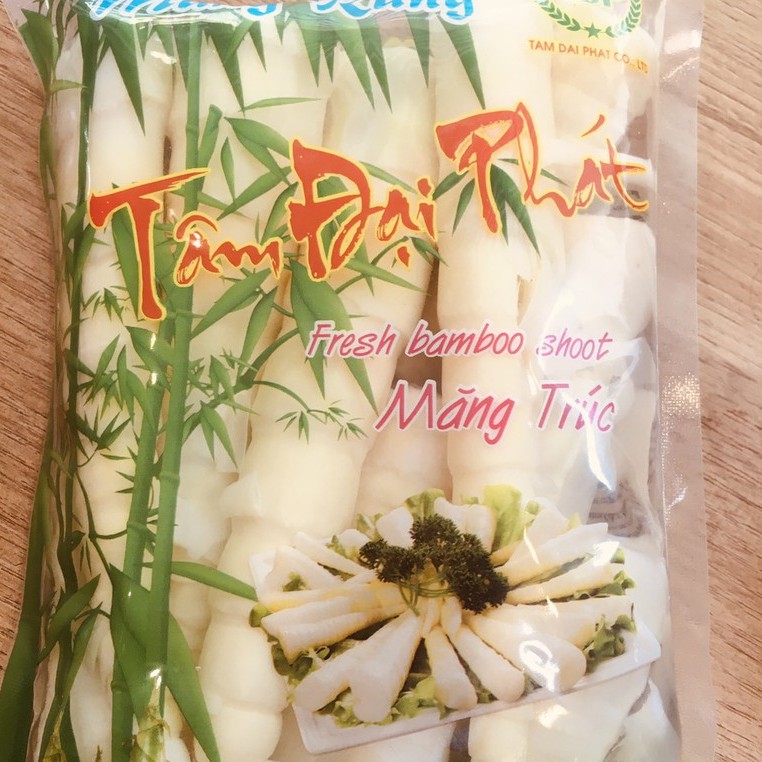 TAM DAI PHAT CO., LTD
Tâm Đại Phát
Fresh bamboo shoot
Măng Trúc